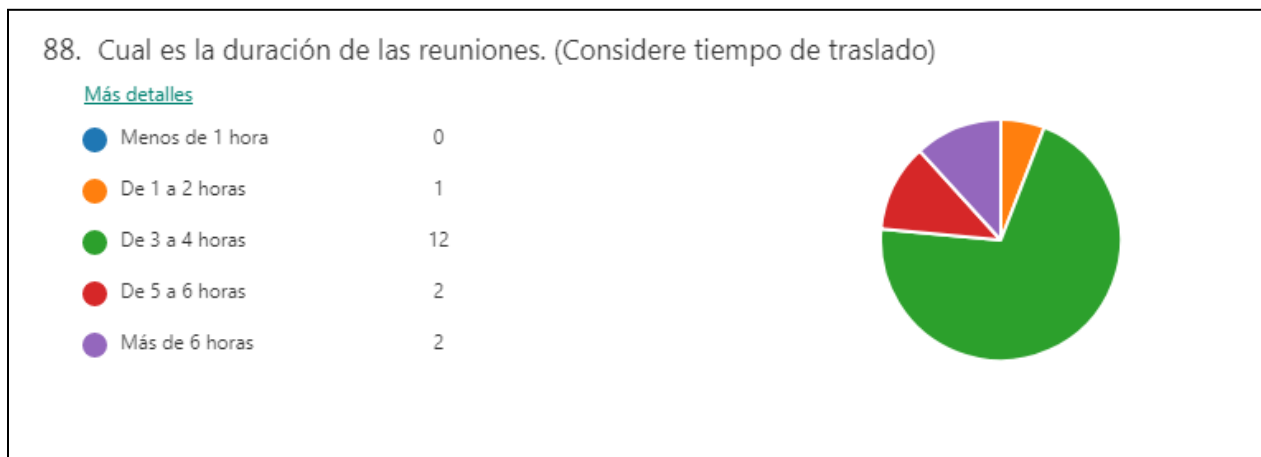 88. Cual es la duración de las reuniones. (Considere tiempo de traslado)
Más detalles
Menos de 1 hora 0
De 1 a 2 horas 1
De 3 a 4 horas 12
De 5 a 6 horas 2
Más de 6 horas 2